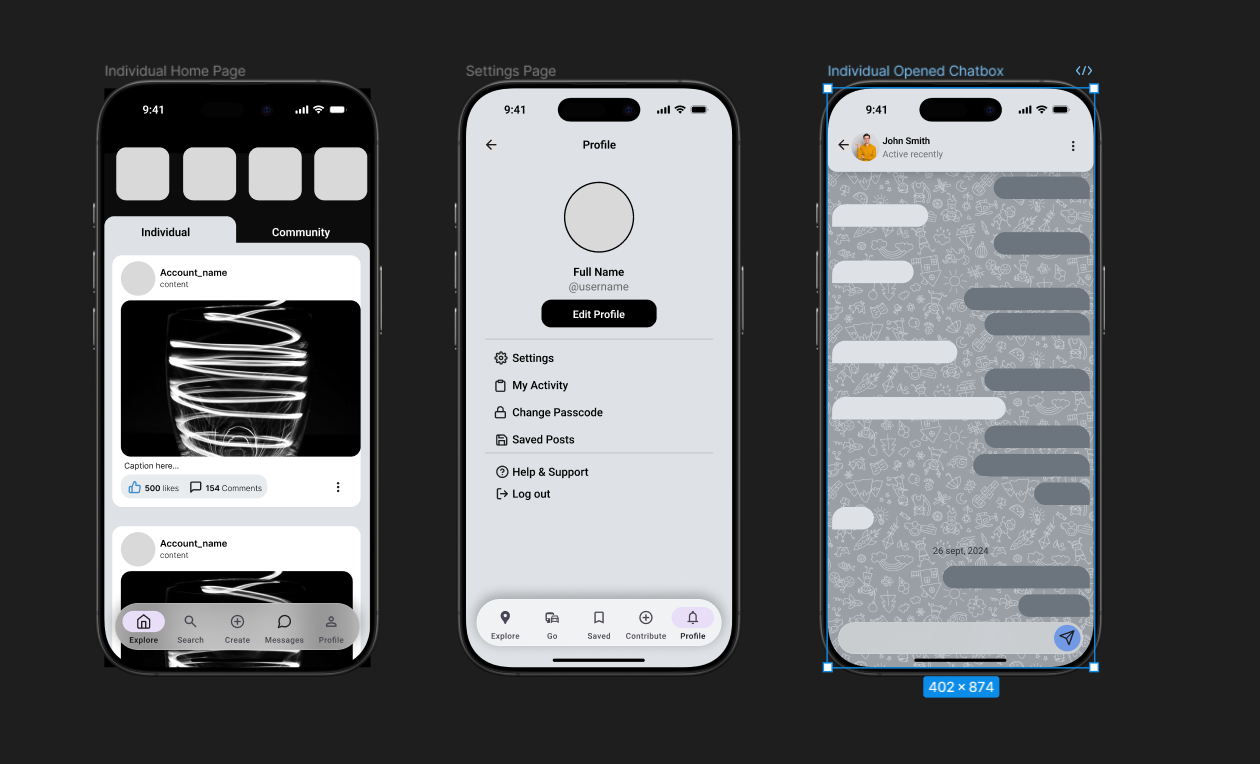 Individual Home Page
9:41
Individual
Community
Account_name
content
Caption here...
500 likes
154 Comments
Account_name
content
Explore
Search
Create
Messages
Profile
Settings Page
9:41
Profile
Full Name
@username
Edit Profile
Settings
My Activity
Change Passcode
Saved Posts
Help & Support
Log out
Explore
Go
Saved
Contribute
Profile
Individual Opened Chatbox
</>
9:41
John Smith
Active recently
26 sept, 2024
402 × 874